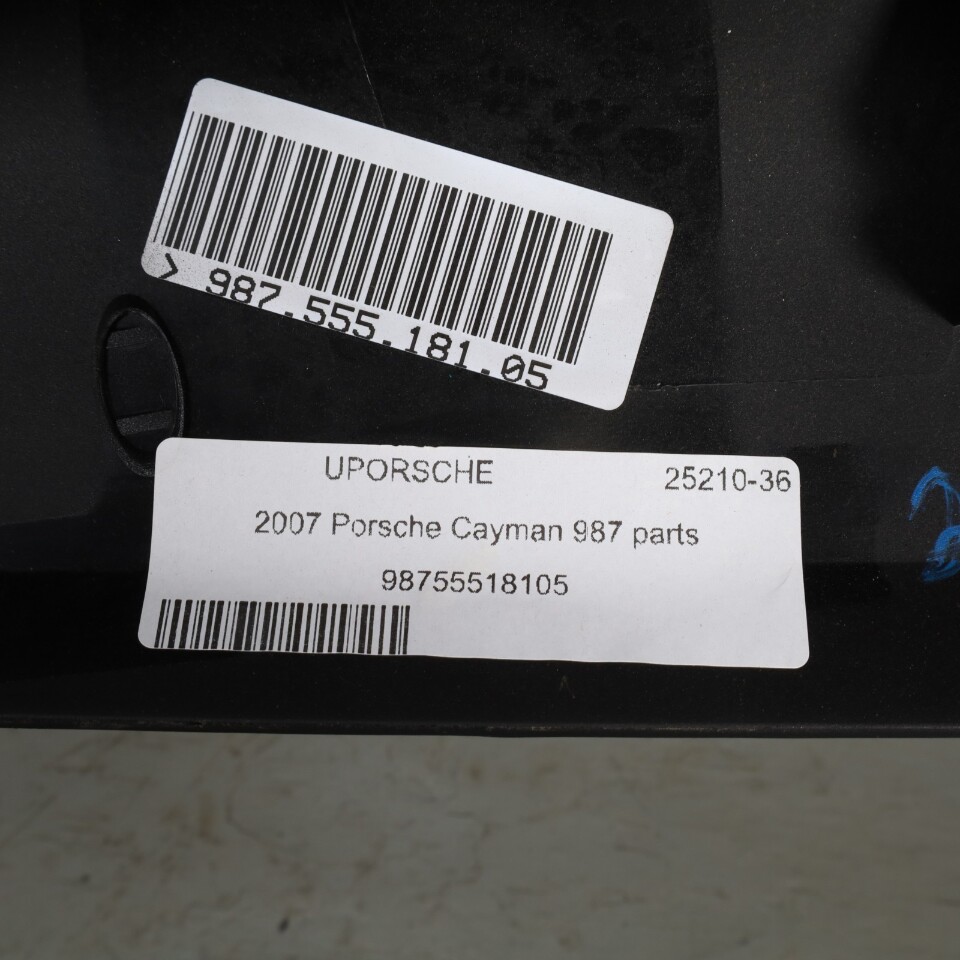 > 987.555.181.05
UPORSCHE 25210-36
2007 Porsche Cayman 987 parts
98755518105